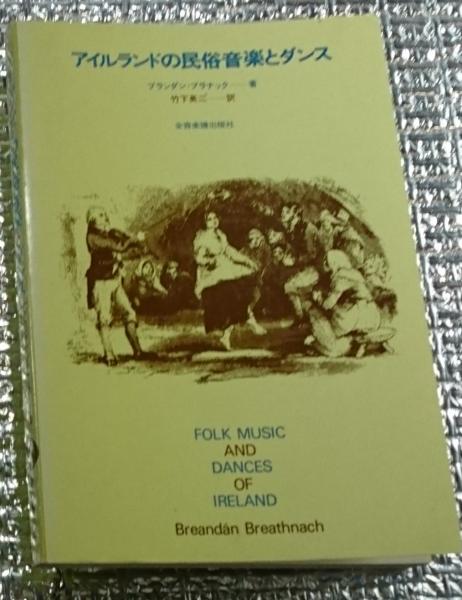 アイルランドの民俗音楽とダンス
ブランダン・ブラナック——著
竹下英二——訳
全音楽譜出版社
FOLK MUSIC
AND
DANCES
OF
IRELAND
Breandán Breathnach